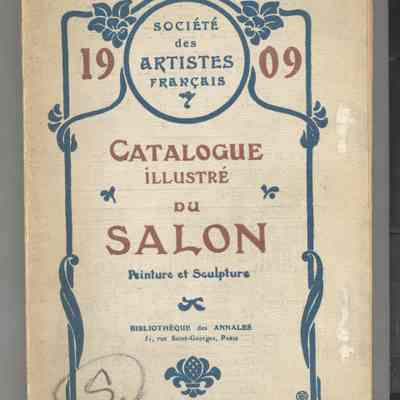 SOCIÉTÉ
des
19 ARTISTES 09
FRANÇAIS
CATALOGUE
ILLUSTRÉ
DU
SALON
Peinture et Sculpture
BIBLIOTHÈQUE des ANNALES
51, rue Saint-Georges, Paris
S.